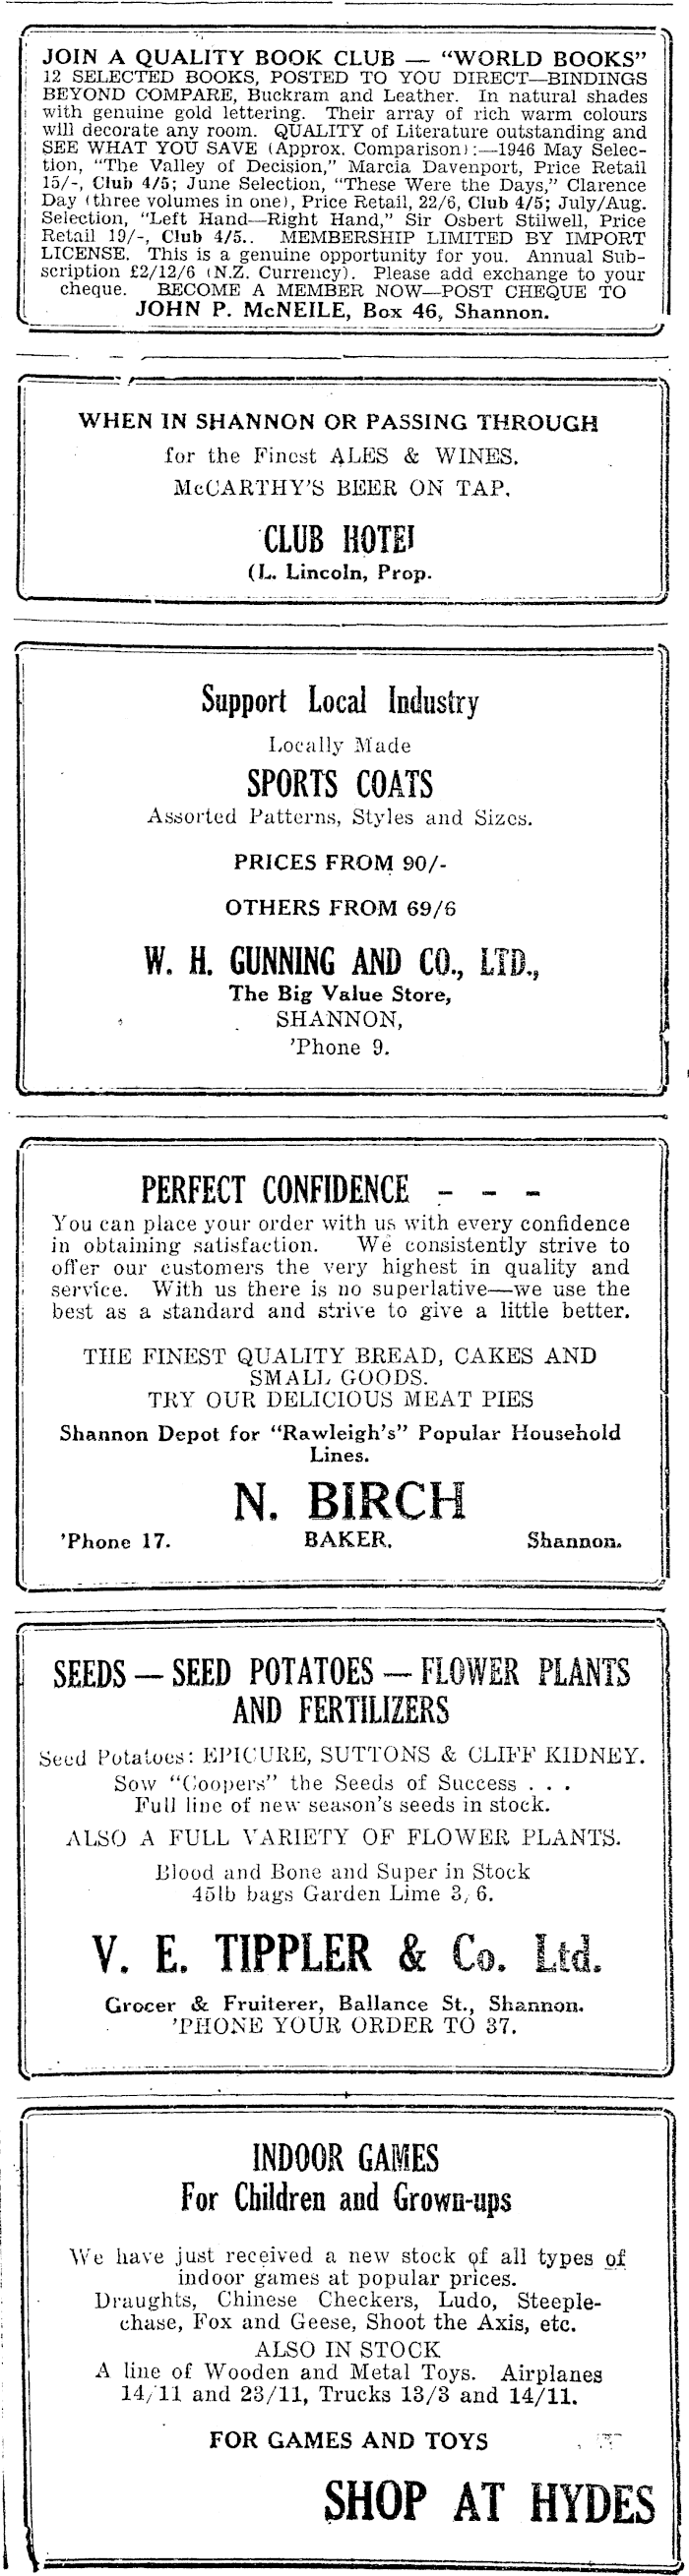 JOIN A QUALITY BOOK CLUB — “WORLD BOOKS”
12 SELECTED BOOKS, POSTED TO YOU DIRECT—BINDINGS
BEYOND COMPARE, Buckram and Leather. In natural shades
with genuine gold lettering. Their array of rich warm colours
will decorate any room. QUALITY of Literature outstanding and
SEE WHAT YOU SAVE (Approx. Comparison):—1946 May Selec-
tion, “The Valley of Decision,” Marcia Davenport, Price Retail
15/-, Club 4/5; June Selection, “These Were the Days,” Clarence
Day (three volumes in one), Price Retail, 22/6, Club 4/5; July/Aug.
Selection, “Left Hand—Right Hand,” Sir Osbert Stilwell, Price
Retail 19/-, Club 4/5.. MEMBERSHIP LIMITED BY IMPORT
LICENSE. This is a genuine opportunity for you. Annual Sub-
scription £2/12/6 (N.Z. Currency). Please add exchange to your
cheque. BECOME A MEMBER NOW—POST CHEQUE TO
JOHN P. McNEILE, Box 46, Shannon.
WHEN IN SHANNON OR PASSING THROUGH
for the Finest ALES & WINES.
McCARTHY'S BEER ON TAP.
CLUB HOTEL
(L. Lincoln, Prop.
Support Local Industry
Locally Made
SPORTS COATS
Assorted Patterns, Styles and Sizes.
PRICES FROM 90/-
OTHERS FROM 69/6
W. H. GUNNING AND CO., LTD.,
The Big Value Store,
SHANNON,
'Phone 9.
PERFECT CONFIDENCE - - -
You can place your order with us with every confidence
in obtaining satisfaction. We consistently strive to
offer our customers the very highest in quality and
service. With us there is no superlative—we use the
best as a standard and strive to give a little better.
THE FINEST QUALITY BREAD, CAKES AND
SMALL GOODS.
TRY OUR DELICIOUS MEAT PIES
Shannon Depot for “Rawleigh's” Popular Household
Lines.
N. BIRCH
'Phone 17. BAKER. Shannon.
SEEDS — SEED POTATOES — FLOWER PLANTS
AND FERTILIZERS
Seed Potatoes: EPICURE, SUTTONS & CLIFF KIDNEY.
Sow “Coopers” the Seeds of Success . . .
Full line of new season's seeds in stock.
ALSO A FULL VARIETY OF FLOWER PLANTS.
Blood and Bone and Super in Stock
45lb bags Garden Lime 3/6.
V. E. TIPPLER & Co. Ltd.
Grocer & Fruiterer, Ballance St., Shannon.
'PHONE YOUR ORDER TO 37.
INDOOR GAMES
For Children and Grown-ups
We have just received a new stock of all types of
indoor games at popular prices.
Draughts, Chinese Checkers, Ludo, Steeple-
chase, Fox and Geese, Shoot the Axis, etc.
ALSO IN STOCK
A line of Wooden and Metal Toys. Airplanes
14/11 and 23/11, Trucks 13/3 and 14/11.
FOR GAMES AND TOYS
SHOP AT HYDES